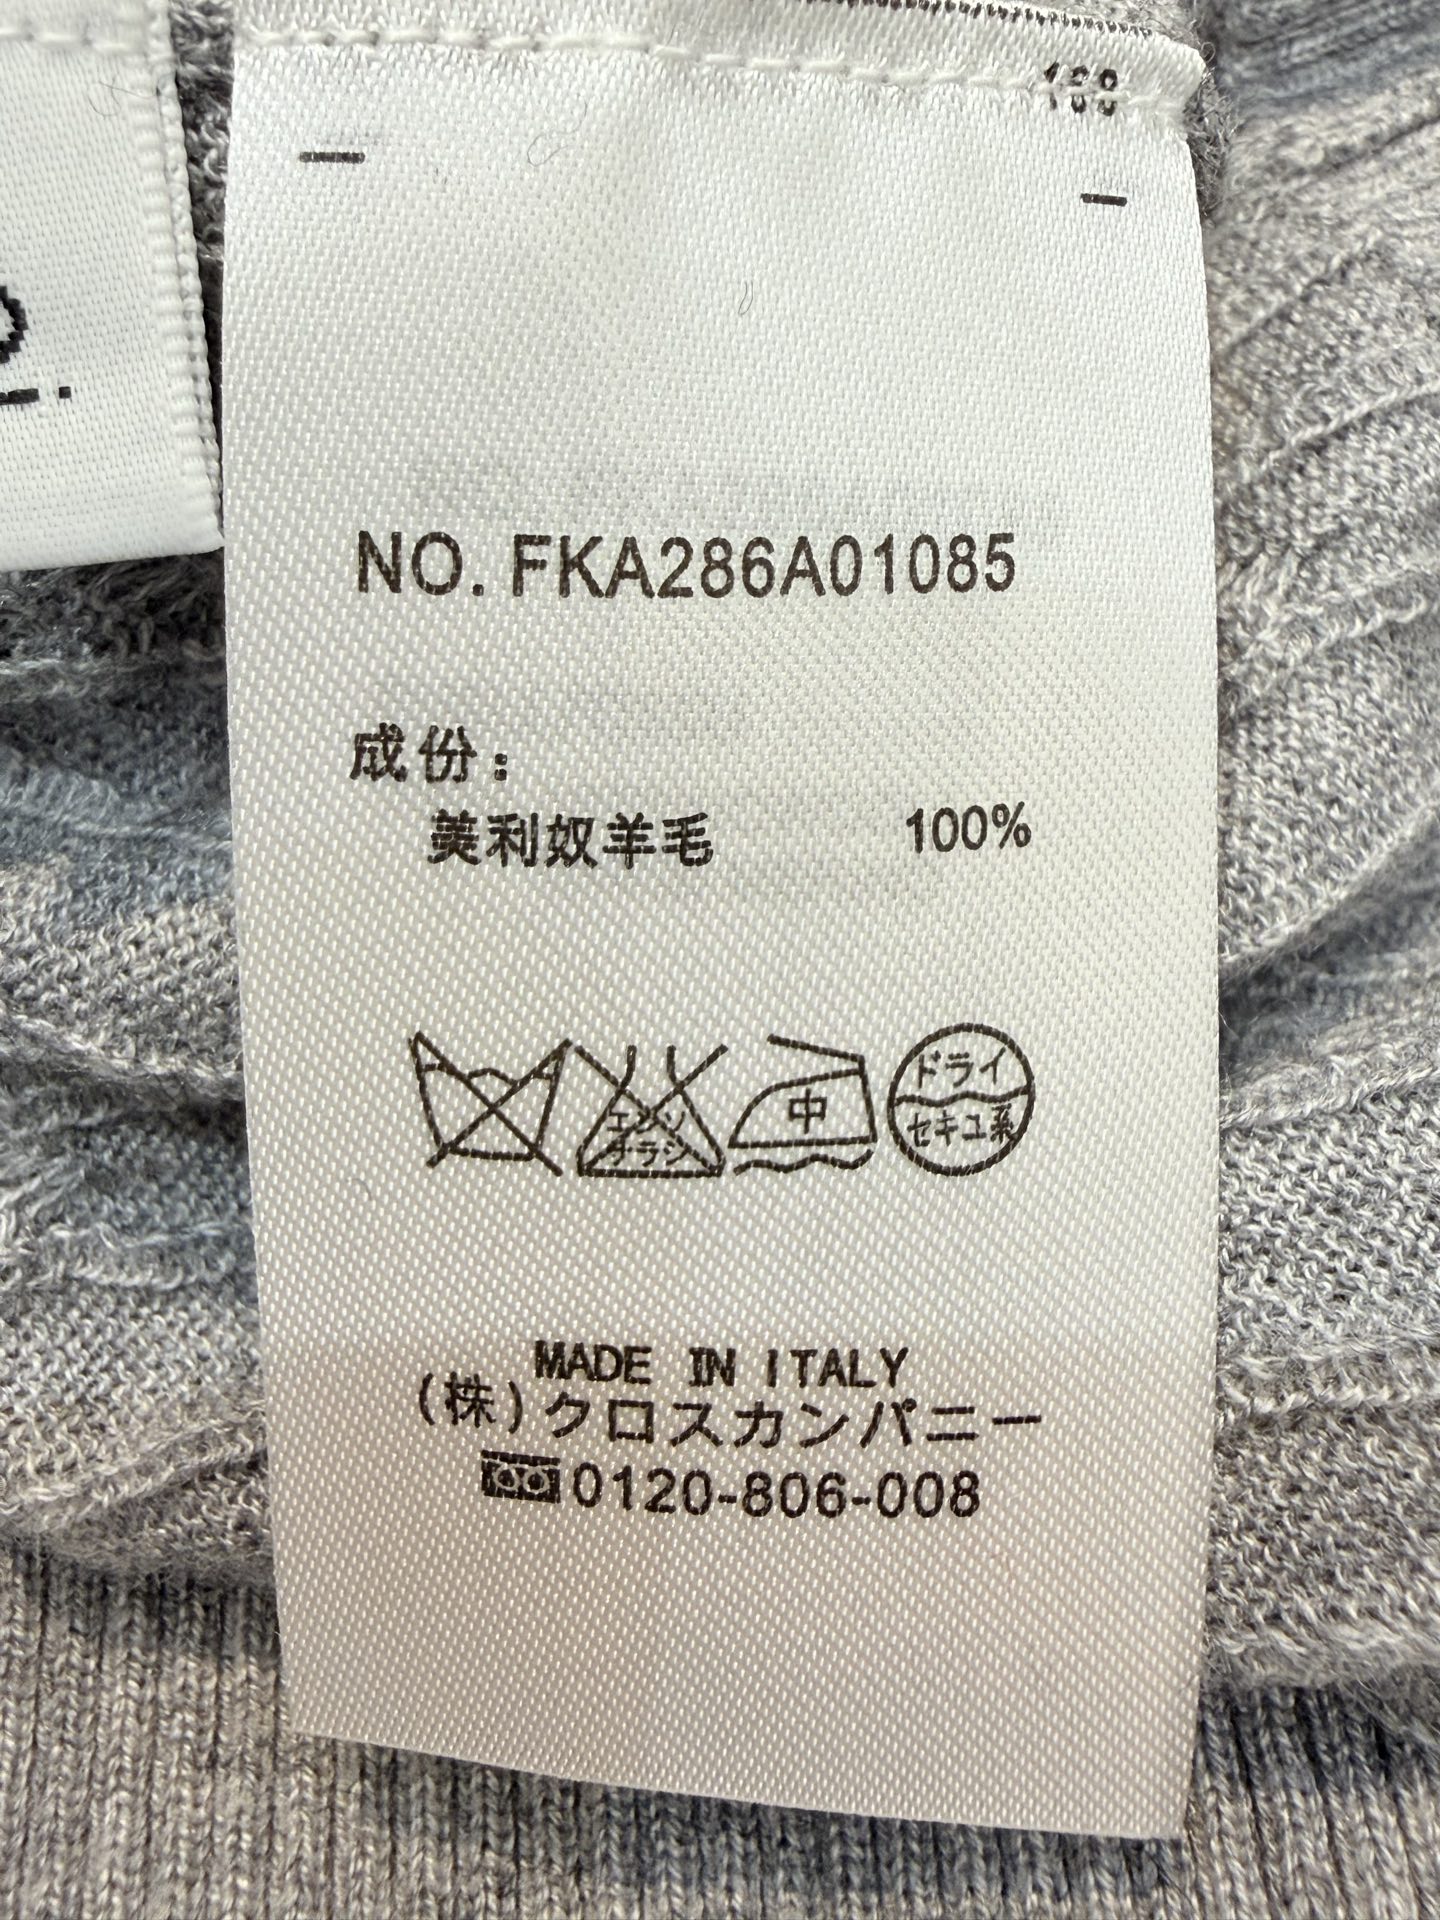 NO. FKA286A01085
成份：
美利奴羊毛 100%
エンソ
チラシ
中
ドライ
セキユ系
MADE IN ITALY
(株)クロスカンパニー
0120-806-008